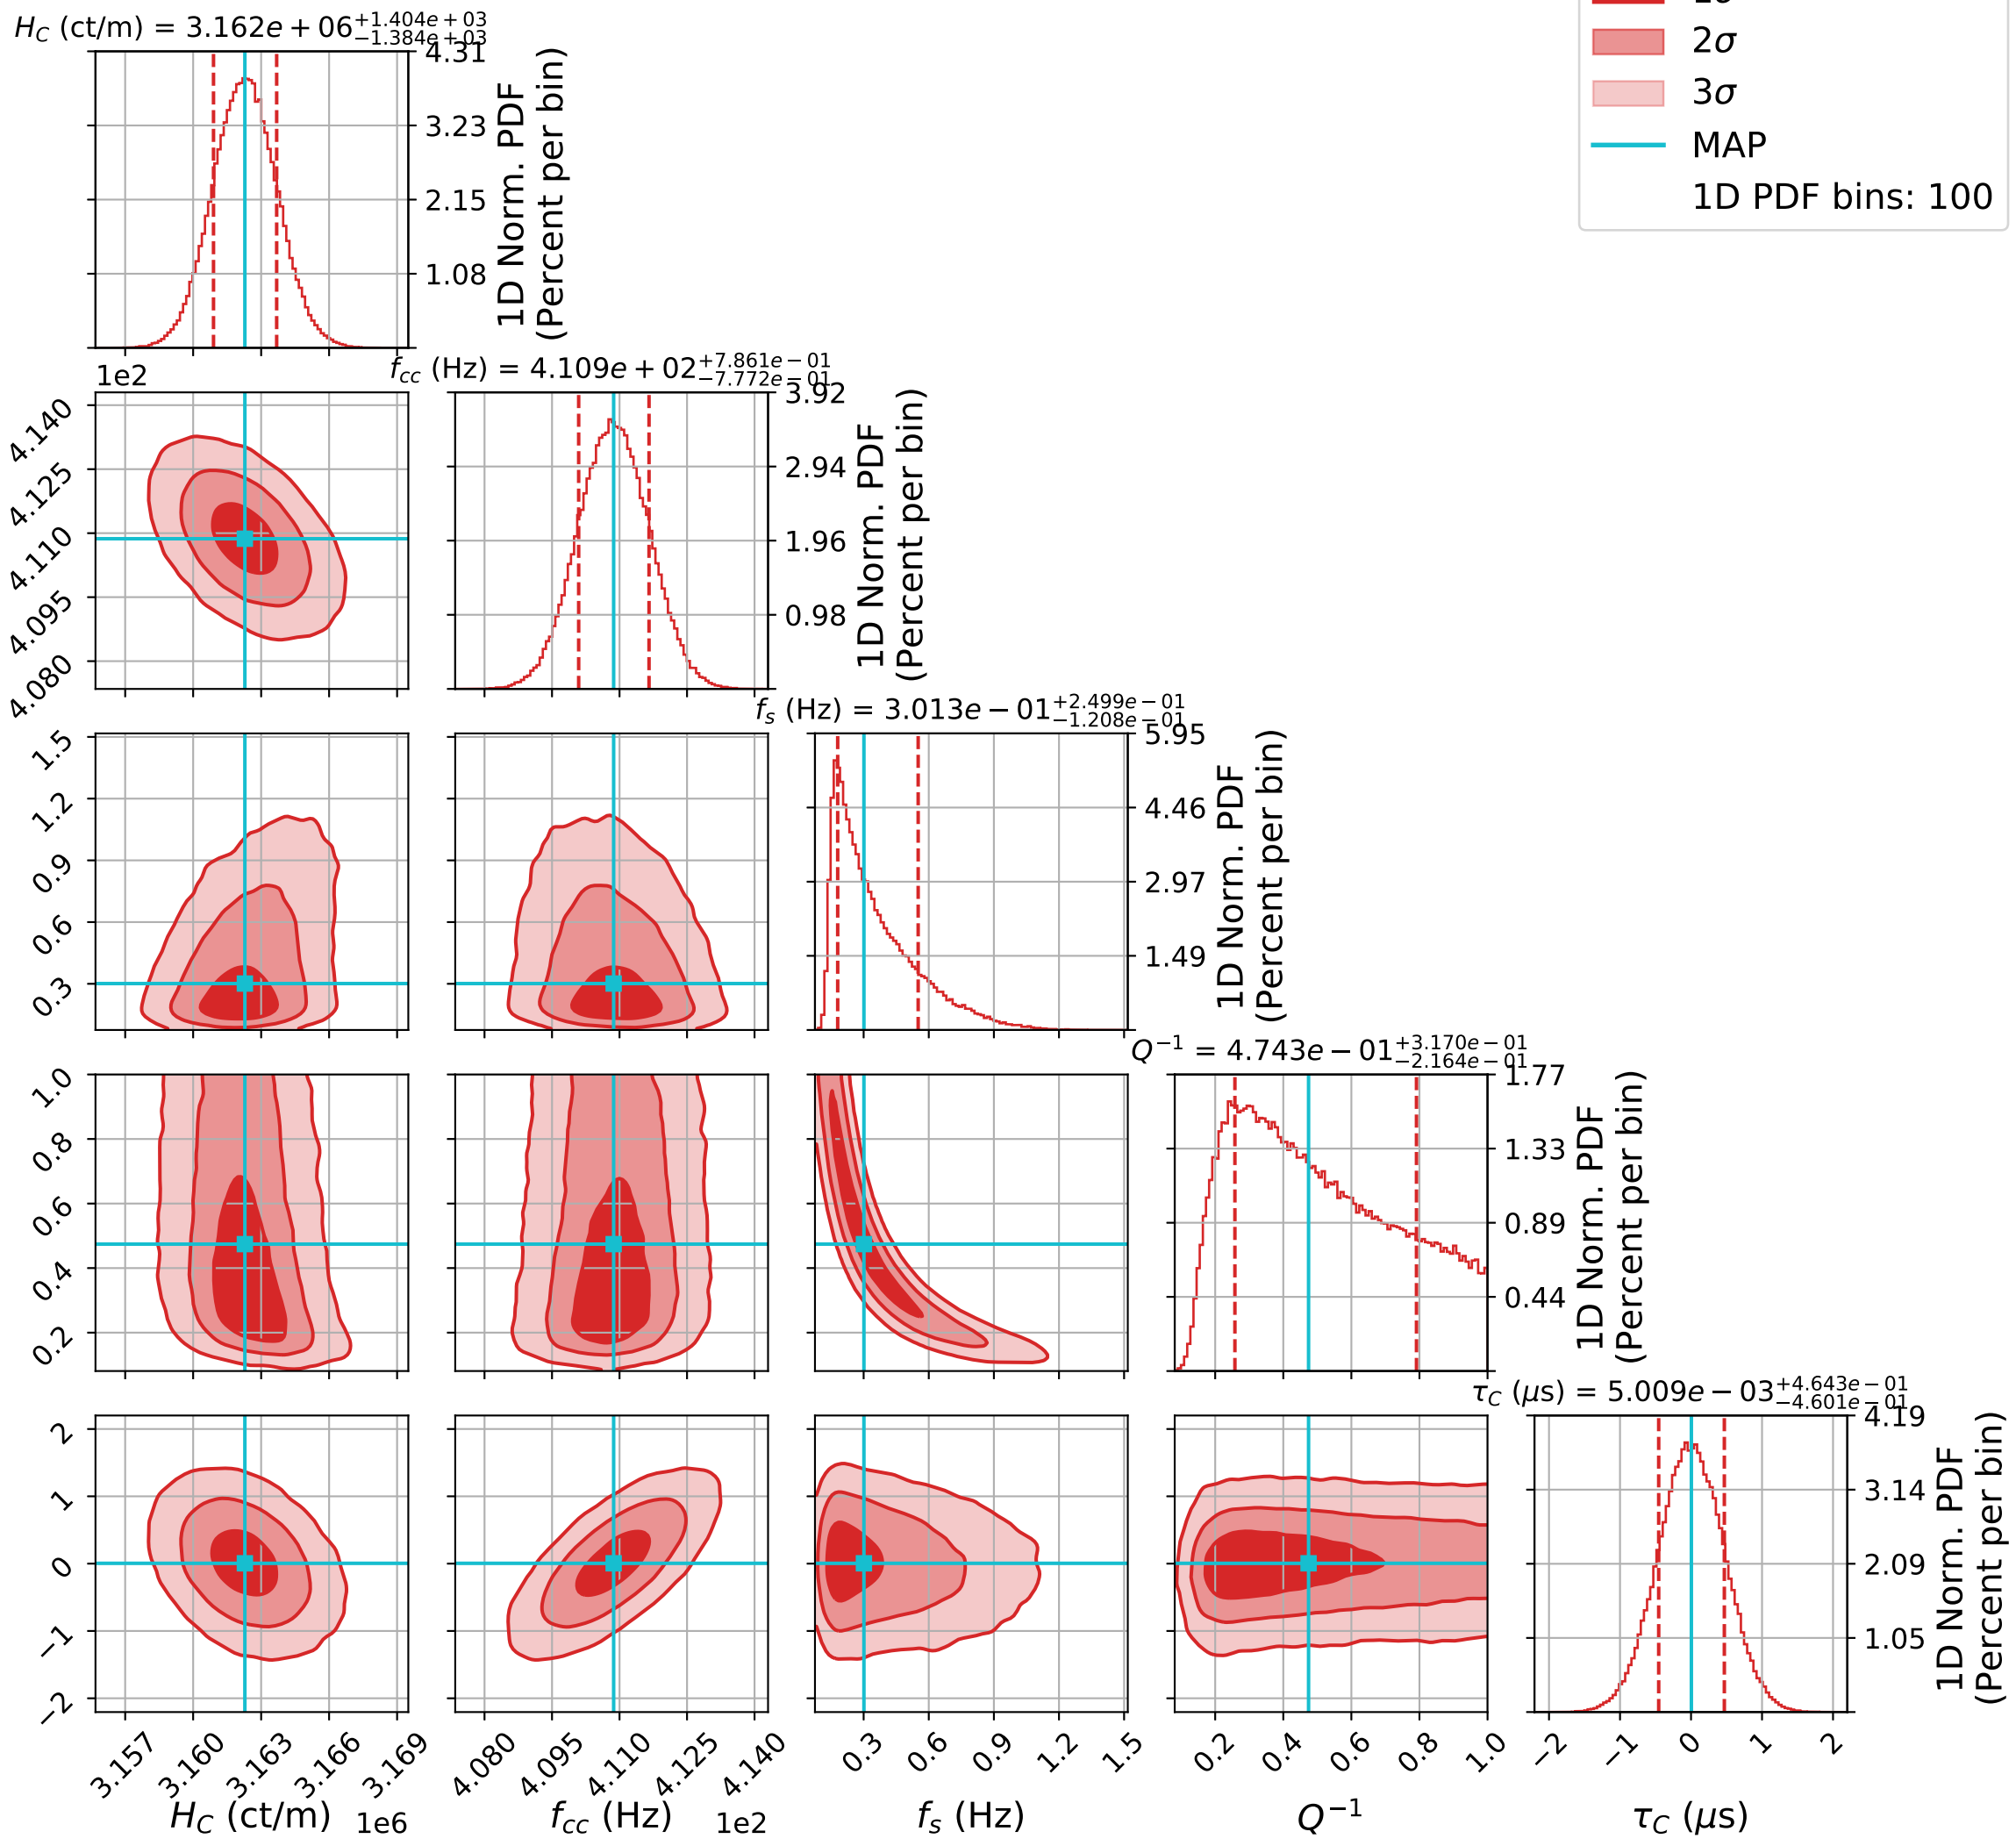 1σ
2σ
3σ
MAP
1D PDF bins: 100
H_C (ct/m) = 3.162e + 06 +1.404e + 03 −1.384e + 03
4.31
3.23
2.15
1.08
1D Norm. PDF
(Percent per bin)
1e2
f_cc (Hz) = 4.109e + 02 +7.861e − 01 −7.772e − 01
4.140
4.125
4.110
4.095
4.080
3.92
2.94
1.96
0.98
1D Norm. PDF
(Percent per bin)
f_s (Hz) = 3.013e − 01 +2.499e − 01 −1.208e − 01
1.5
1.2
0.9
0.6
0.3
5.95
4.46
2.97
1.49
1D Norm. PDF
(Percent per bin)
Q⁻¹ = 4.743e − 01 +3.170e − 01 −2.164e − 01
1.0
0.8
0.6
0.4
0.2
1.77
1.33
0.89
0.44
1D Norm. PDF
(Percent per bin)
τ_C (μs) = 5.009e − 03 +4.643e − 01 −4.601e − 01
2
1
0
−1
−2
4.19
3.14
2.09
1.05
1D Norm. PDF
(Percent per bin)
3.157 3.160 3.163 3.166 3.169
4.080 4.095 4.110 4.125 4.140
0.3 0.6 0.9 1.2 1.5
0.2 0.4 0.6 0.8 1.0
−2 −1 0 1 2
H_C (ct/m) 1e6
f_cc (Hz) 1e2
f_s (Hz)
Q⁻¹
τ_C (μs)